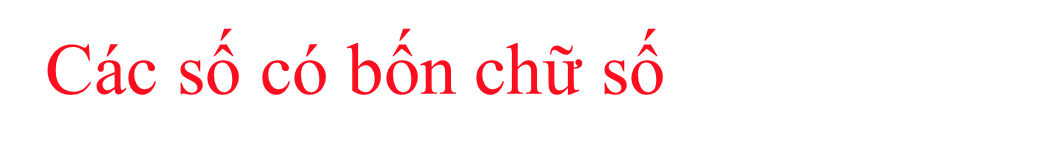 Các số có bốn chữ số